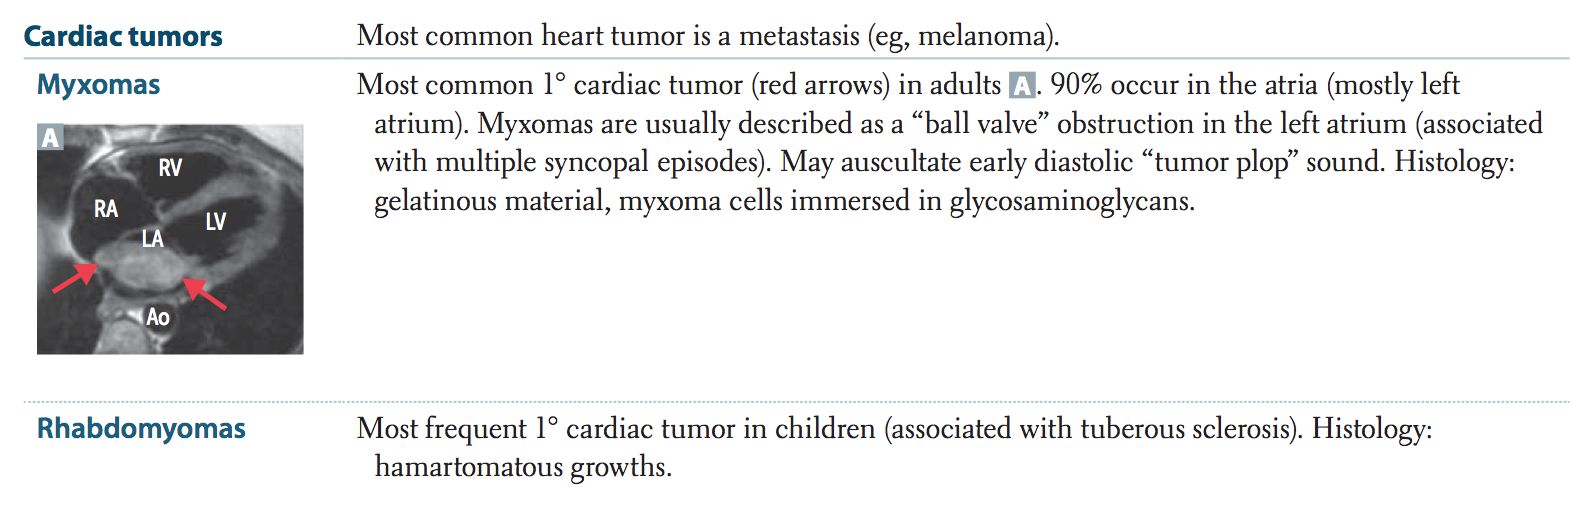 Cardiac tumors
Most common heart tumor is a metastasis (eg, melanoma).
Myxomas
Most common 1° cardiac tumor (red arrows) in adults A. 90% occur in the atria (mostly left
atrium). Myxomas are usually described as a “ball valve” obstruction in the left atrium (associated
with multiple syncopal episodes). May auscultate early diastolic “tumor plop” sound. Histology:
gelatinous material, myxoma cells immersed in glycosaminoglycans.
A
RV
RA
LV
LA
Ao
Rhabdomyomas
Most frequent 1° cardiac tumor in children (associated with tuberous sclerosis). Histology:
hamartomatous growths.